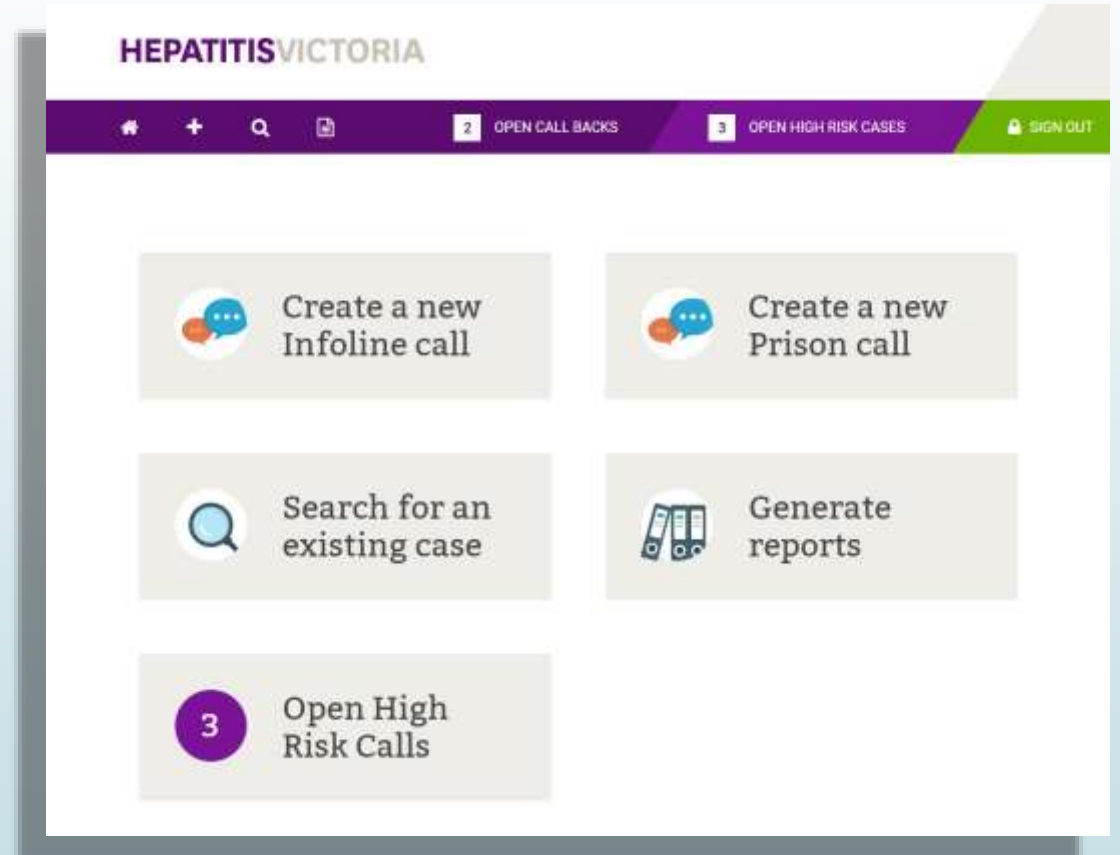 HEPATITISVICTORIA
2 OPEN CALL BACKS
3 OPEN HIGH RISK CASES
SIGN OUT
Create a new
Infoline call
Create a new
Prison call
Search for an
existing case
Generate
reports
3
Open High
Risk Calls